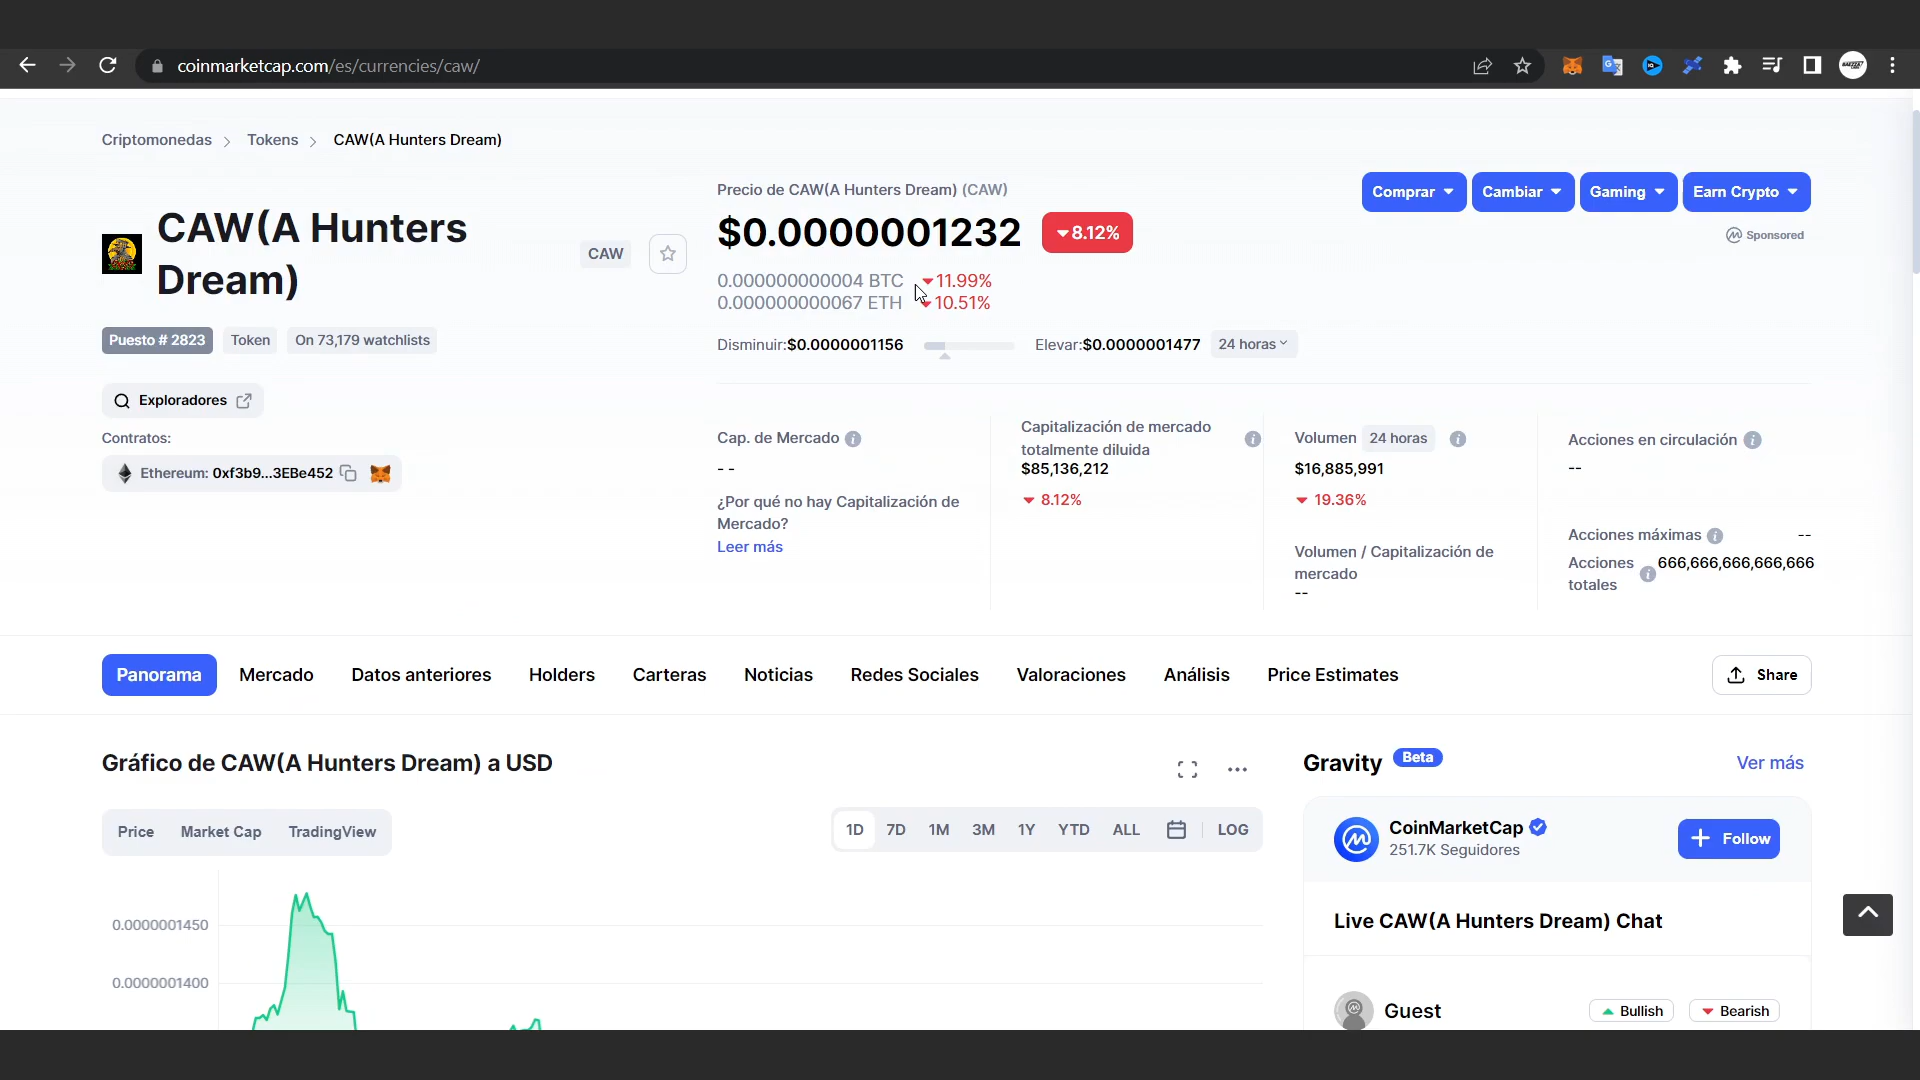 coinmarketcap.com/es/currencies/caw/
Criptomonedas > Tokens > CAW(A Hunters Dream)
CAW(A Hunters Dream)
CAW
Puesto # 2823 Token On 73,179 watchlists
Exploradores
Contratos:
Ethereum: 0xf3b9...3EBe452
Precio de CAW(A Hunters Dream) (CAW)
$0.0000001232 8.12%
0.000000000004 BTC 11.99%
0.000000000067 ETH 10.51%
Disminuir:$0.0000001156 Elevar:$0.0000001477 24 horas
Comprar Cambiar Gaming Earn Crypto
Sponsored
Cap. de Mercado
- -
¿Por qué no hay Capitalización de
Mercado?
Leer más
Capitalización de mercado
totalmente diluida
$85,136,212
8.12%
Volumen 24 horas
$16,885,991
19.36%
Volumen / Capitalización de
mercado
--
Acciones en circulación
--
Acciones máximas --
Acciones totales 666,666,666,666,666
Panorama Mercado Datos anteriores Holders Carteras Noticias Redes Sociales Valoraciones Análisis Price Estimates Share
Gráfico de CAW(A Hunters Dream) a USD
Price Market Cap TradingView
1D 7D 1M 3M 1Y YTD ALL LOG
0.0000001450
0.0000001400
Gravity Beta Ver más
CoinMarketCap
251.7K Seguidores
Follow
Live CAW(A Hunters Dream) Chat
Guest Bullish Bearish